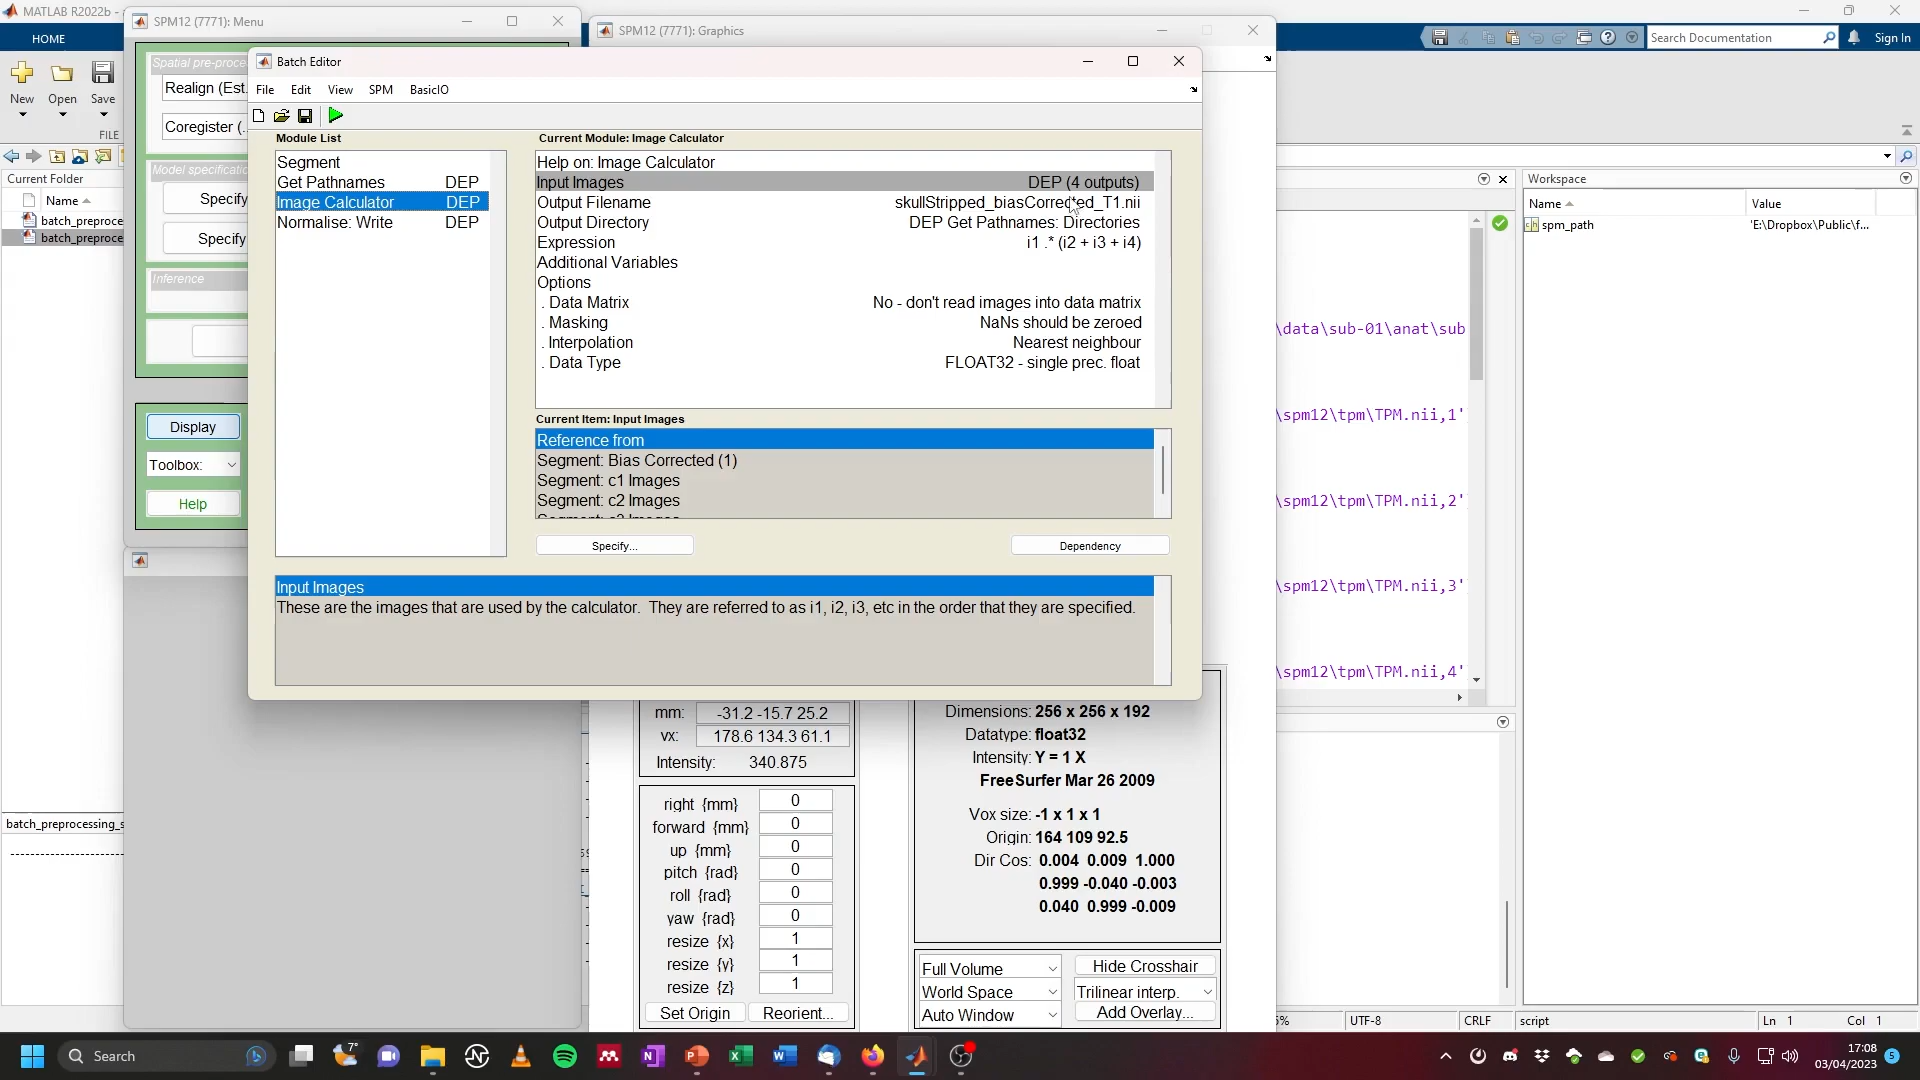 MATLAB R2022b -
SPM12 (7771): Menu
SPM12 (7771): Graphics
HOME
Search Documentation
Sign In
New
Open
Save
FILE
Current Folder
Name
batch_preproce
batch_preproce
batch_preprocessing_s
Spatial pre-proce
Realign (Est.
Coregister (.
Model specificatio
Specify
Specify
Inference
Display
Toolbox:
Help
Batch Editor
File Edit View SPM BasicIO
Module List
Segment
Get Pathnames DEP
Image Calculator DEP
Normalise: Write DEP
Current Module: Image Calculator
Help on: Image Calculator
Input Images DEP (4 outputs)
Output Filename skullStripped_biasCorrected_T1.nii
Output Directory DEP Get Pathnames: Directories
Expression i1 .* (i2 + i3 + i4)
Additional Variables
Options
. Data Matrix No - don't read images into data matrix
. Masking NaNs should be zeroed
. Interpolation Nearest neighbour
. Data Type FLOAT32 - single prec. float
Current Item: Input Images
Reference from
Segment: Bias Corrected (1)
Segment: c1 Images
Segment: c2 Images
Specify...
Dependency
Input Images
These are the images that are used by the calculator. They are referred to as i1, i2, i3, etc in the order that they are specified.
mm: -31.2 -15.7 25.2
vx: 178.6 134.3 61.1
Intensity: 340.875
right {mm} 0
forward {mm} 0
up {mm} 0
pitch {rad} 0
roll {rad} 0
yaw {rad} 0
resize {x} 1
resize {y} 1
resize {z} 1
Set Origin
Reorient...
Dimensions: 256 x 256 x 192
Datatype: float32
Intensity: Y = 1 X
FreeSurfer Mar 26 2009
Vox size: -1 x 1 x 1
Origin: 164 109 92.5
Dir Cos: 0.004 0.009 1.000
0.999 -0.040 -0.003
0.040 0.999 -0.009
Full Volume
Hide Crosshair
World Space
Trilinear interp.
Auto Window
Add Overlay...
\data\sub-01\anat\sub
\spm12\tpm\TPM.nii,1'
\spm12\tpm\TPM.nii,2'
\spm12\tpm\TPM.nii,3'
\spm12\tpm\TPM.nii,4'
Workspace
Name Value
spm_path 'E:\Dropbox\Public\f...
UTF-8 CRLF script Ln 1 Col 1
Search
7°
17:08
03/04/2023
5